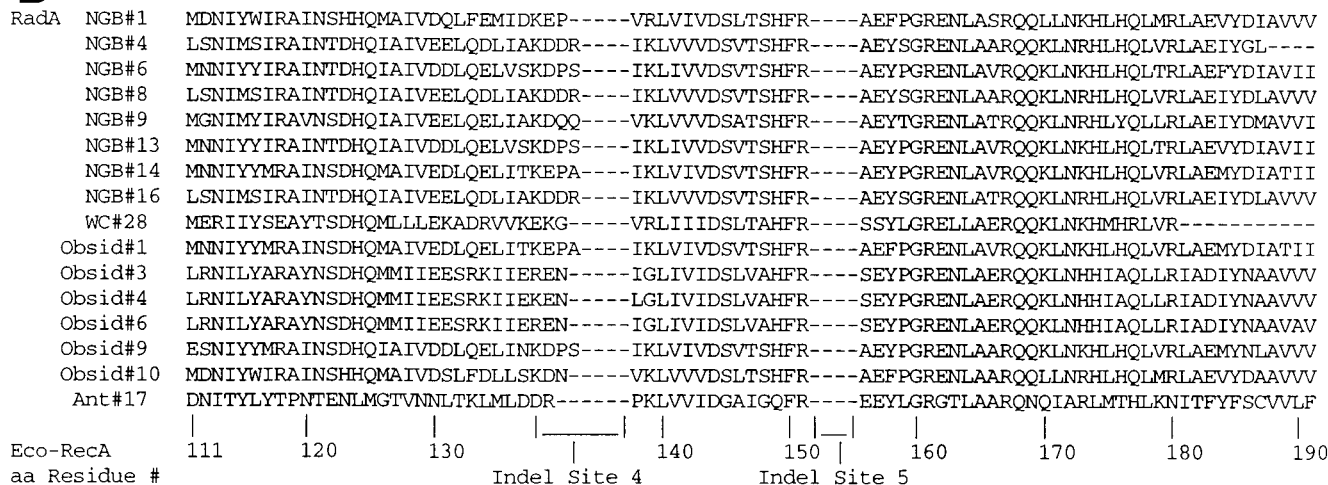 RadA NGB#1 MDNIYWIRAINSHHQMAIVDQLFEMIDKEP------VRLVIVDSLTSHFR----AEFPGRENLASRQQLLNKHLHQLMRLAEVYDIAVVV
NGB#4 LSNIMSIRAINTDHQIAIVEELQDLIAKDDR-----IKLVVVDSVTSHFR----AEYSGRENLAARQQKLNRHLHQLVRLAEIYGL----
NGB#6 MNNIYYIRAINTDHQIAIVDDLQELVSKDPS-----IKLIVVDSVTSHFR----AEYPGRENLAVRQQKLNKHLHQLTRLAEFYDIAVII
NGB#8 LSNIMSIRAINTDHQIAIVEELQDLIAKDDR-----IKLVVVDSVTSHFR----AEYSGRENLAARQQKLNRHLHQLVRLAEIYDLAVVV
NGB#9 MGNIMYIRAVNSDHQIAIVEELQELIAKDQQ-----VKLVVVDSATSHFR----AEYTGRENLATRQQKLNRHLYQLLRLAEIYDMAVVI
NGB#13 MNNIYYIRAINTDHQIAIVDDLQELVSKDPS-----IKLIVVDSVTSHFR----AEYPGRENLAVRQQKLNKHLHQLTRLAEVYDIAVII
NGB#14 MNNIYYMRAINSDHQMAIVEDLQELITKEPA-----IKLVIVDSVTSHFR----AEYPGRENLAVRQQKLNKHLHQLVRLAEMYDIATII
NGB#16 LSNIMSIRAINTDHQIAIVEELQDLIAKDDR-----IKLVVVDSVTSHFR----AEYSGRENLATRQQKLNRHLHQLVRLAEIYDLAVVV
WC#28 MERIIYSEAYTSDHQMLLLEKADRVVKEKG------VRLIIIDSLTAHFR----SSYLGRELLAERQQKLNKHMHRLVR-----------
Obsid#1 MNNIYYMRAINSDHQMAIVEDLQELITKEPA-----IKLVIVDSVTSHFR----AEFPGRENLAVRQQKLNKHLHQLVRLAEMYDIATII
Obsid#3 LRNILYARAYNSDHQMMIIEESRKIIEREN------IGLIVIDSLVAHFR----SEYPGRENLAERQQKLNHHIAQLLRIADIYNAAVVV
Obsid#4 LRNILYARAYNSDHQMMIIEESRKIIEKEN------LGLIVIDSLVAHFR----SEYPGRENLAERQQKLNHHIAQLLRIADIYNAAVVV
Obsid#6 LRNILYARAYNSDHQMMIIEESRKIIEREN------IGLIVIDSLVAHFR----SEYPGRENLAERQQKLNHHIAQLLRIADIYNAAVAV
Obsid#9 ESNIYYMRAINSDHQIAIVDDLQELINKDPS-----IKLIVVDSVTSHFR----AEYPGRENLAARQQKLNKHLHQLVRLAEMYNLAVVV
Obsid#10 MDNIYWIRAINSHHQMAIVDSLFDLLSKDN------VKLVVVDSLTSHFR----AEFPGRENLAARQQLLNKHLHQLMRLAEVYDAAVVV
Ant#17 DNITYLYTPNTENLMGTVNNLTKLMLDDR-------PKLVVIDGAIGQFR----EEYLGRGTLAARQNQIARLMTHLKNITFYFSCVVLF
Eco-RecA 111 120 130 140 150 160 170 180 190
aa Residue # Indel Site 4 Indel Site 5